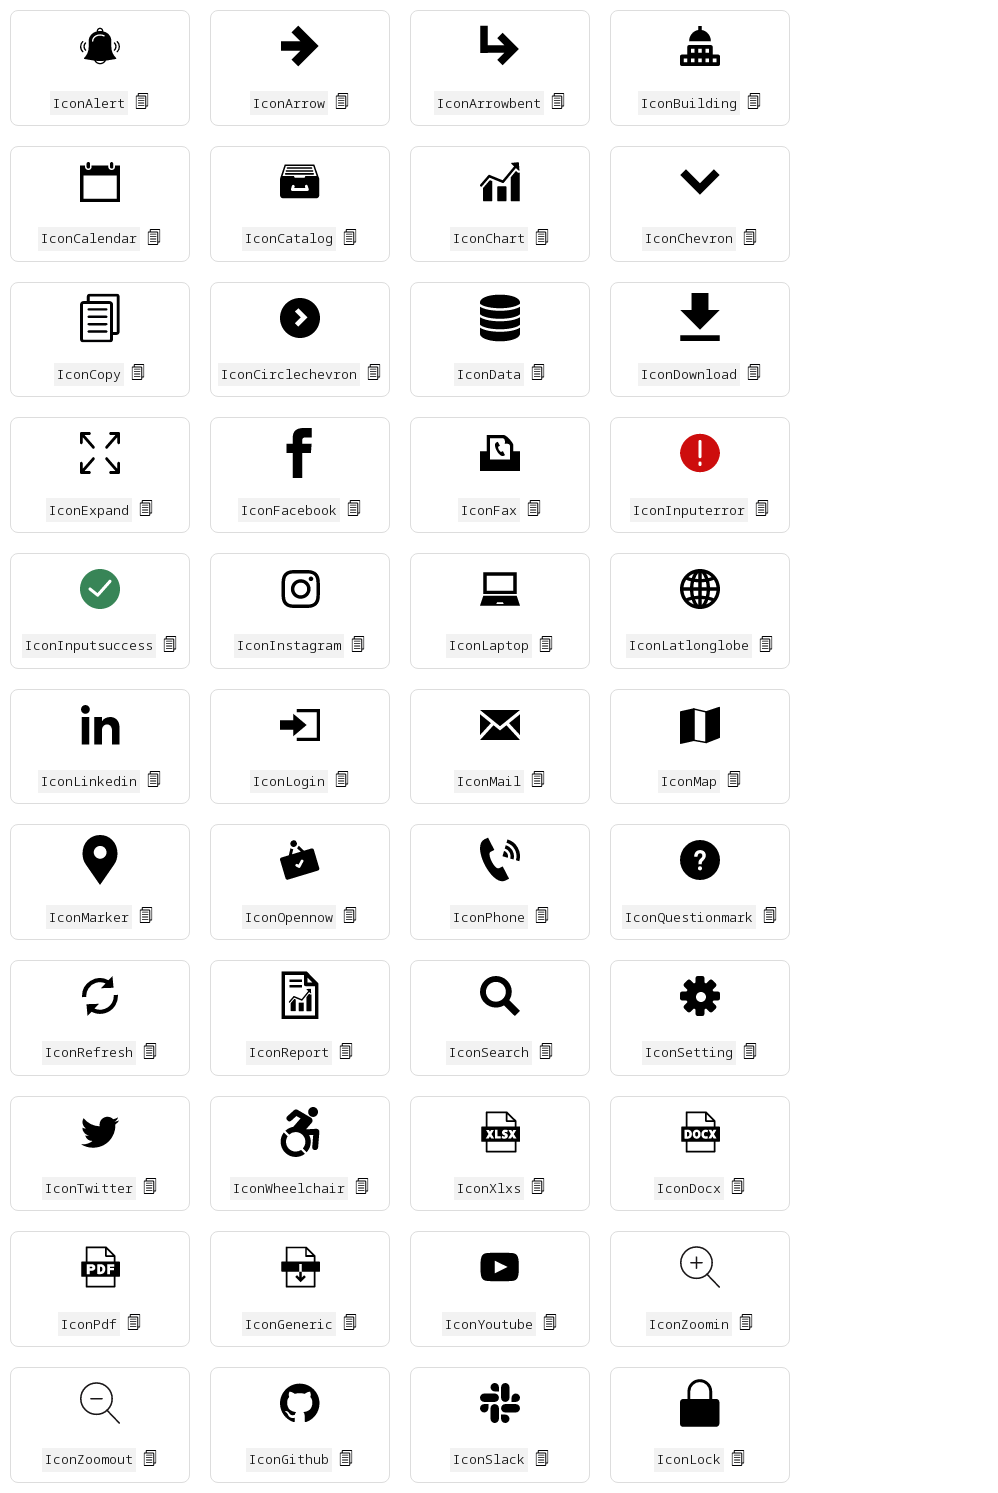 IconAlert IconArrow IconArrowbent IconBuilding
IconCalendar IconCatalog IconChart IconChevron
IconCopy IconCirclechevron IconData IconDownload
IconExpand IconFacebook IconFax IconInputerror
IconInputsuccess IconInstagram IconLaptop IconLatlonglobe
IconLinkedin IconLogin IconMail IconMap
IconMarker IconOpennow IconPhone IconQuestionmark
IconRefresh IconReport IconSearch IconSetting
XLSX DOCX
IconTwitter IconWheelchair IconXlxs IconDocx
PDF
IconPdf IconGeneric IconYoutube IconZoomin
IconZoomout IconGithub IconSlack IconLock